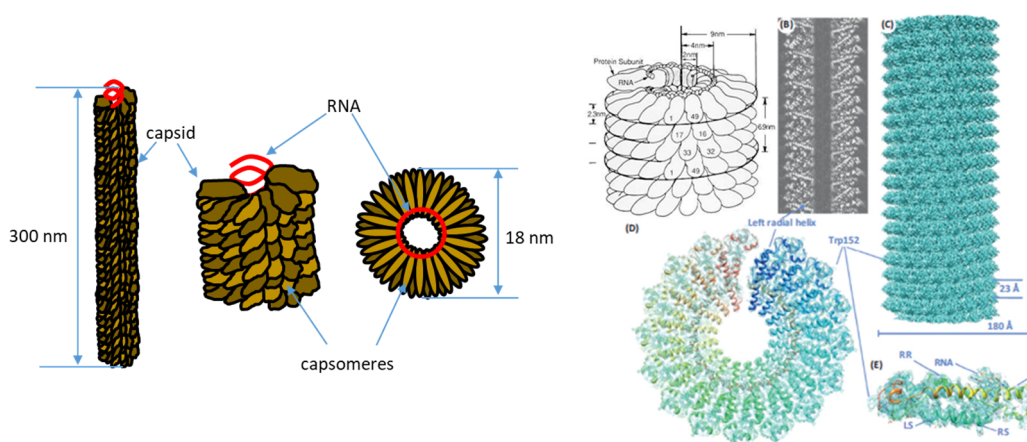 RNA
capsid
300 nm
18 nm
capsomeres
9nm
4nm
2nm
Protein Subunit
RNA
2.3nm
6.9nm
1 49
17 16
33 32
1 49
(B)
(C)
(D)
Left radial helix
Trp152
23 Å
180 Å
(E)
RR
RNA
LS
RS